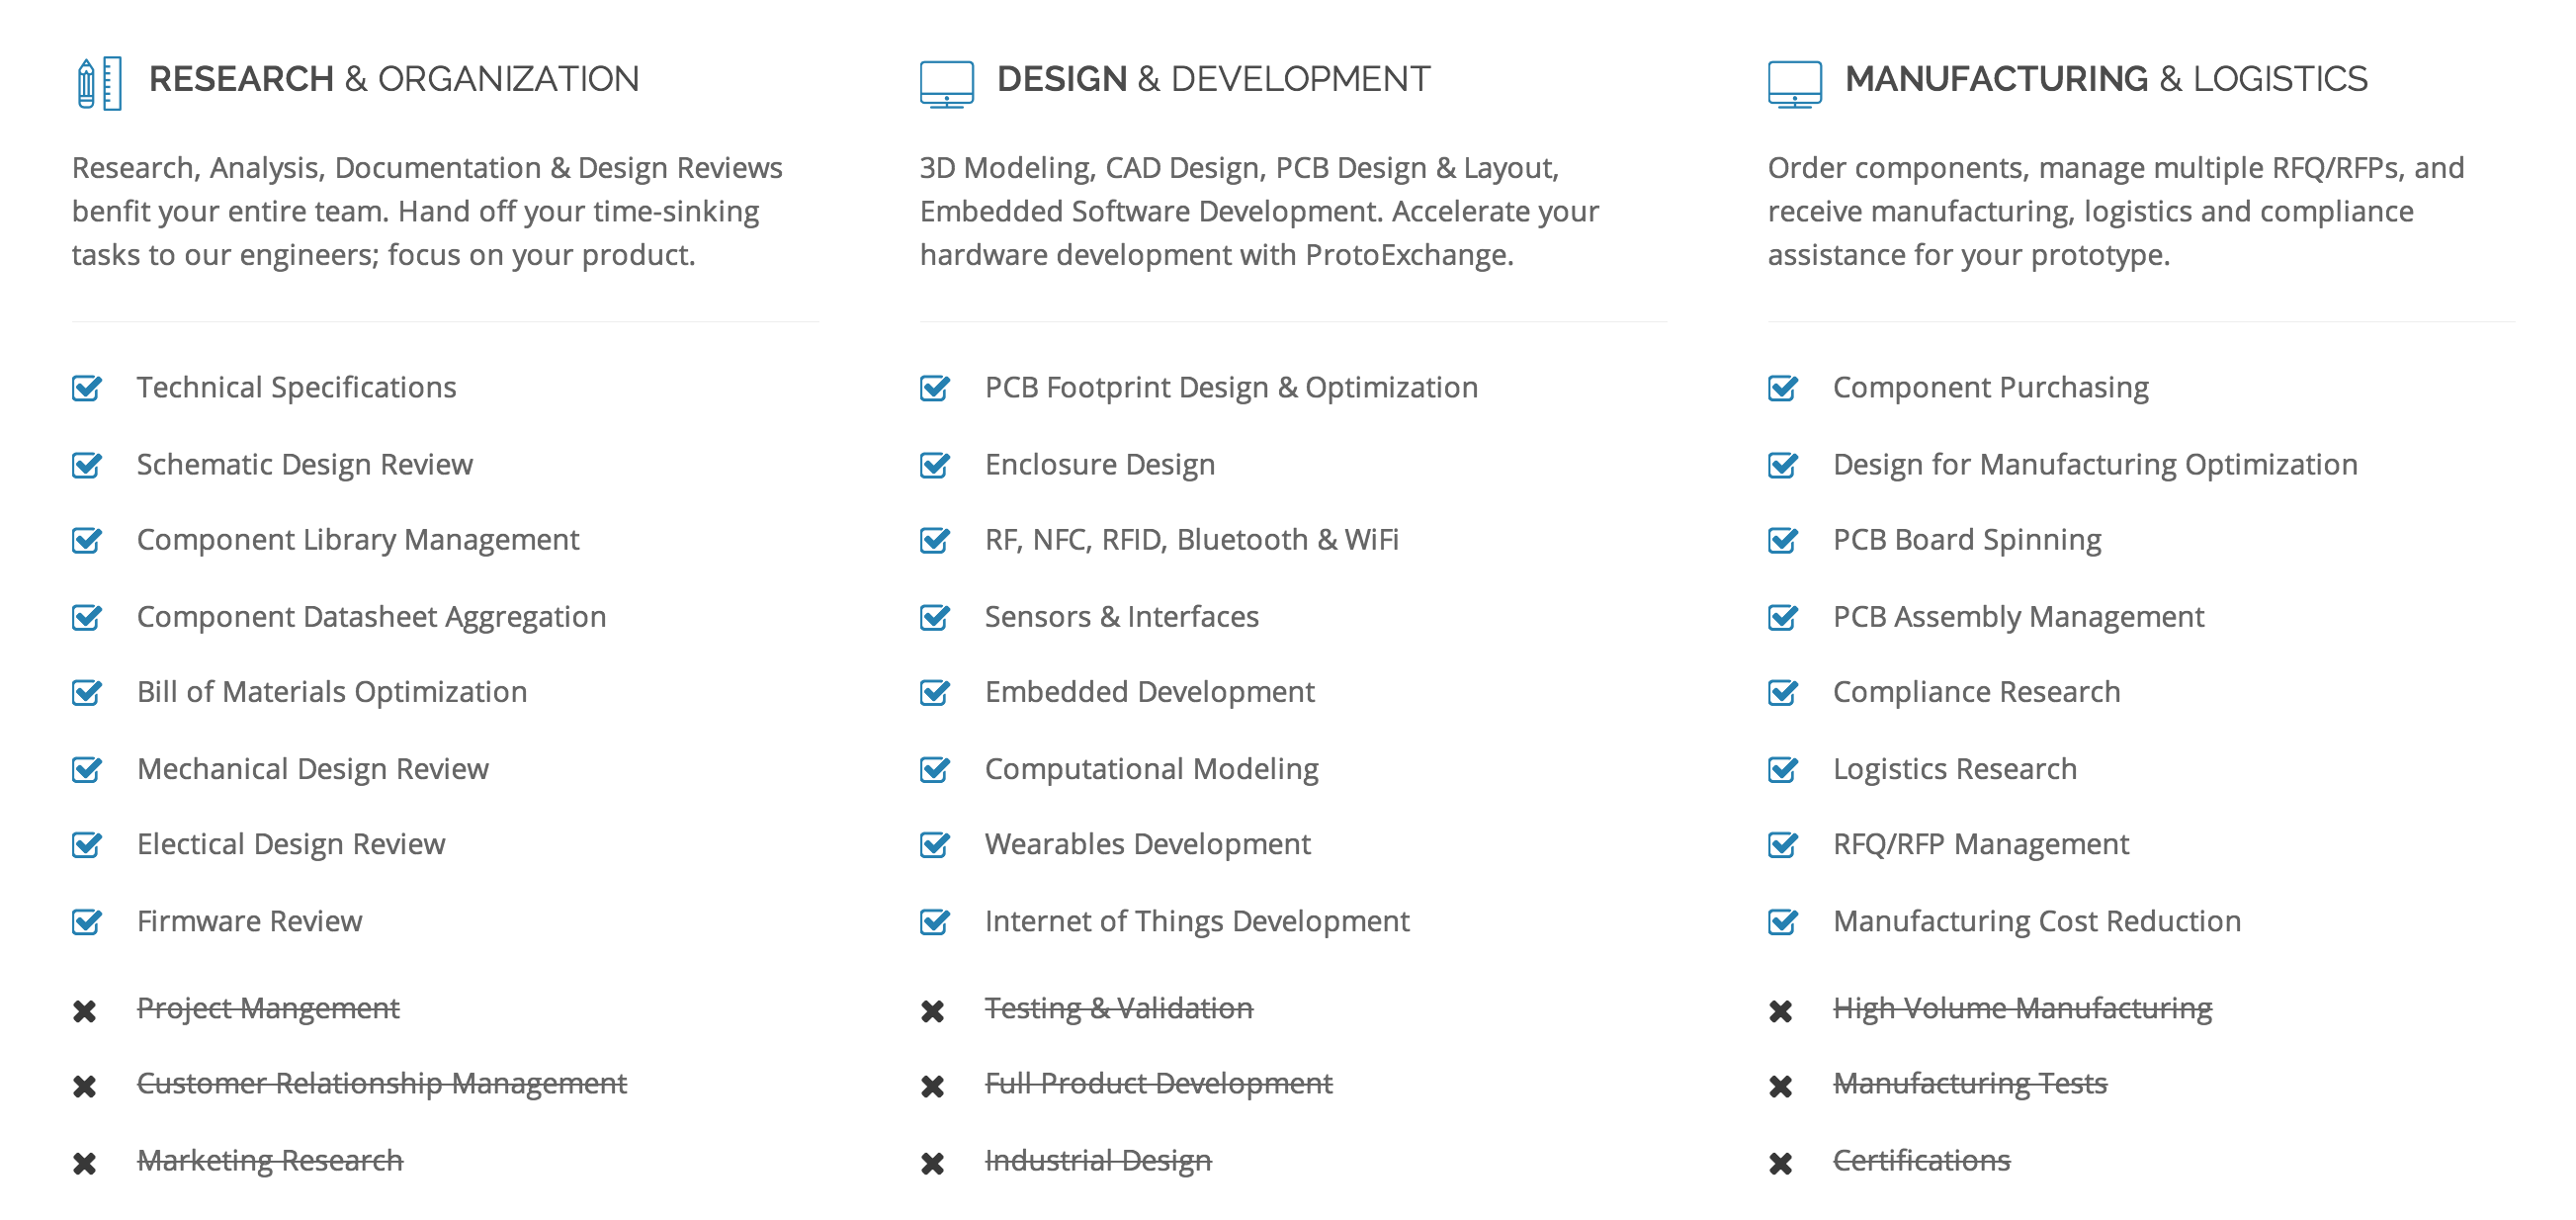 RESEARCH & ORGANIZATION
Research, Analysis, Documentation & Design Reviews
benfit your entire team. Hand off your time-sinking
tasks to our engineers; focus on your product.
Technical Specifications
Schematic Design Review
Component Library Management
Component Datasheet Aggregation
Bill of Materials Optimization
Mechanical Design Review
Electical Design Review
Firmware Review
Project Mangement
Customer Relationship Management
Marketing Research
DESIGN & DEVELOPMENT
3D Modeling, CAD Design, PCB Design & Layout,
Embedded Software Development. Accelerate your
hardware development with ProtoExchange.
PCB Footprint Design & Optimization
Enclosure Design
RF, NFC, RFID, Bluetooth & WiFi
Sensors & Interfaces
Embedded Development
Computational Modeling
Wearables Development
Internet of Things Development
Testing & Validation
Full Product Development
Industrial Design
MANUFACTURING & LOGISTICS
Order components, manage multiple RFQ/RFPs, and
receive manufacturing, logistics and compliance
assistance for your prototype.
Component Purchasing
Design for Manufacturing Optimization
PCB Board Spinning
PCB Assembly Management
Compliance Research
Logistics Research
RFQ/RFP Management
Manufacturing Cost Reduction
High Volume Manufacturing
Manufacturing Tests
Certifications